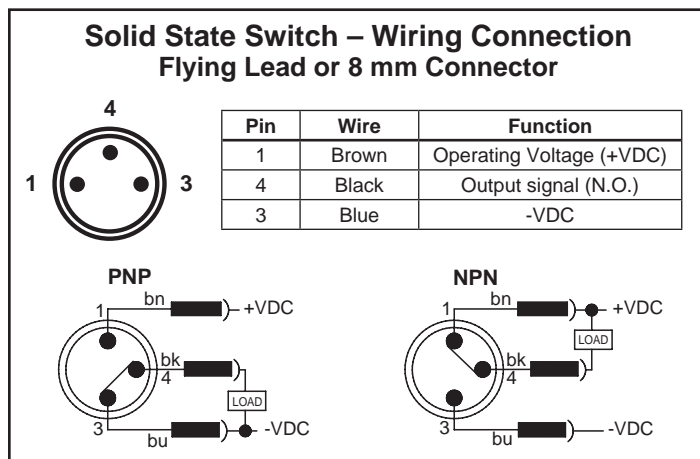 Solid State Switch – Wiring Connection
Flying Lead or 8 mm Connector
4
1
3
Pin Wire Function
1 Brown Operating Voltage (+VDC)
4 Black Output signal (N.O.)
3 Blue -VDC
PNP
1
bn
+VDC
bk
4
LOAD
3
bu
-VDC
NPN
1
bn
+VDC
LOAD
bk
4
3
bu
-VDC